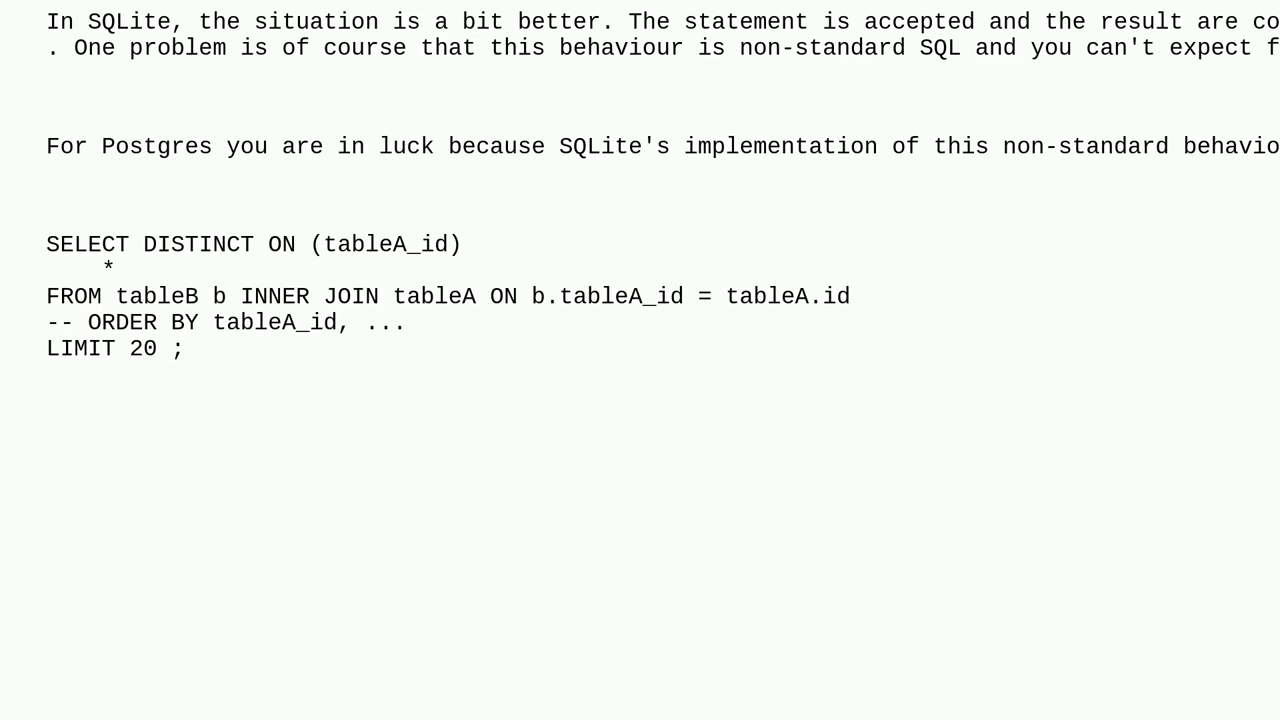 In SQLite, the situation is a bit better. The statement is accepted and the result are
. One problem is of course that this behaviour is non-standard SQL and you can't expect
For Postgres you are in luck because SQLite's implementation of this non-standard
SELECT DISTINCT ON (tableA_id)
*
FROM tableB b INNER JOIN tableA ON b.tableA_id = tableA.id
-- ORDER BY tableA_id, ...
LIMIT 20 ;